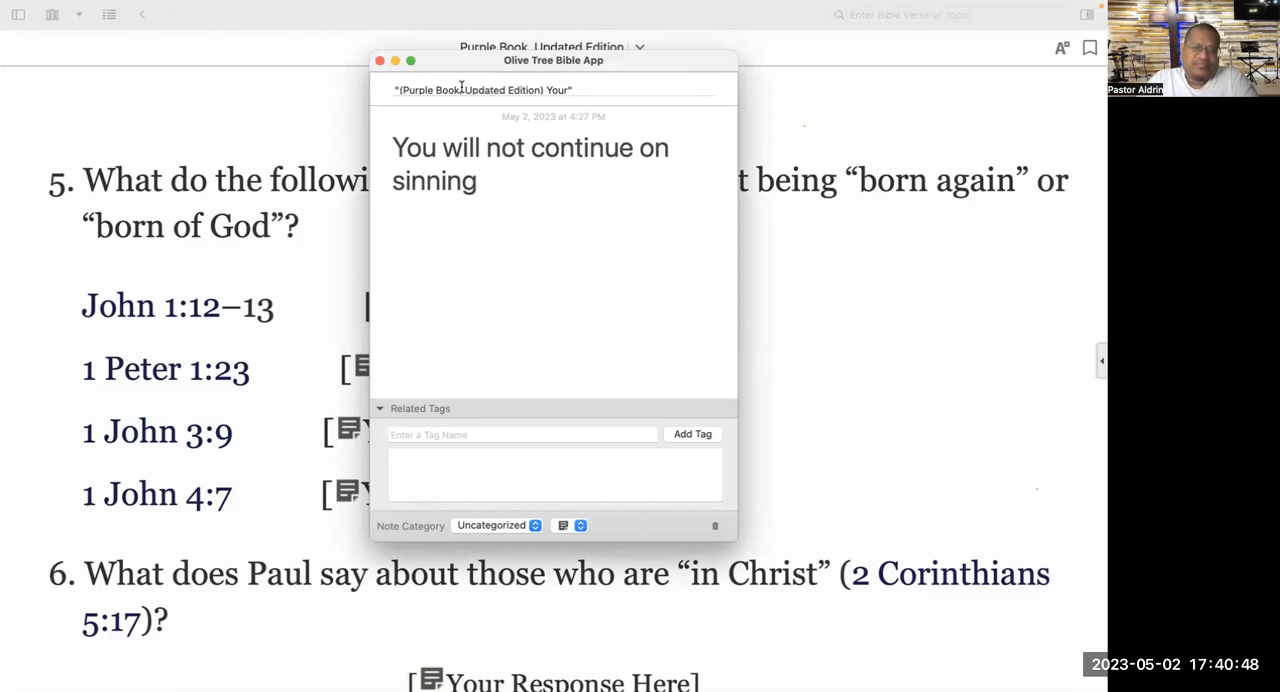 Enter Bible Verse or Topic
Purple Book, Updated Edition
Olive Tree Bible App
"(Purple Book, Updated Edition) Your"
May 2, 2023 at 4:27 PM
You will not continue on
sinning
Pastor Aldrin
5. What do the followi
t being “born again” or
“born of God”?
John 1:12–13 [
1 Peter 1:23 [
1 John 3:9 [
1 John 4:7 [
Related Tags
Enter a Tag Name
Add Tag
Note Category Uncategorized
6. What does Paul say about those who are “in Christ” (2 Corinthians
5:17)?
[Your Response Here]
2023-05-02 17:40:48